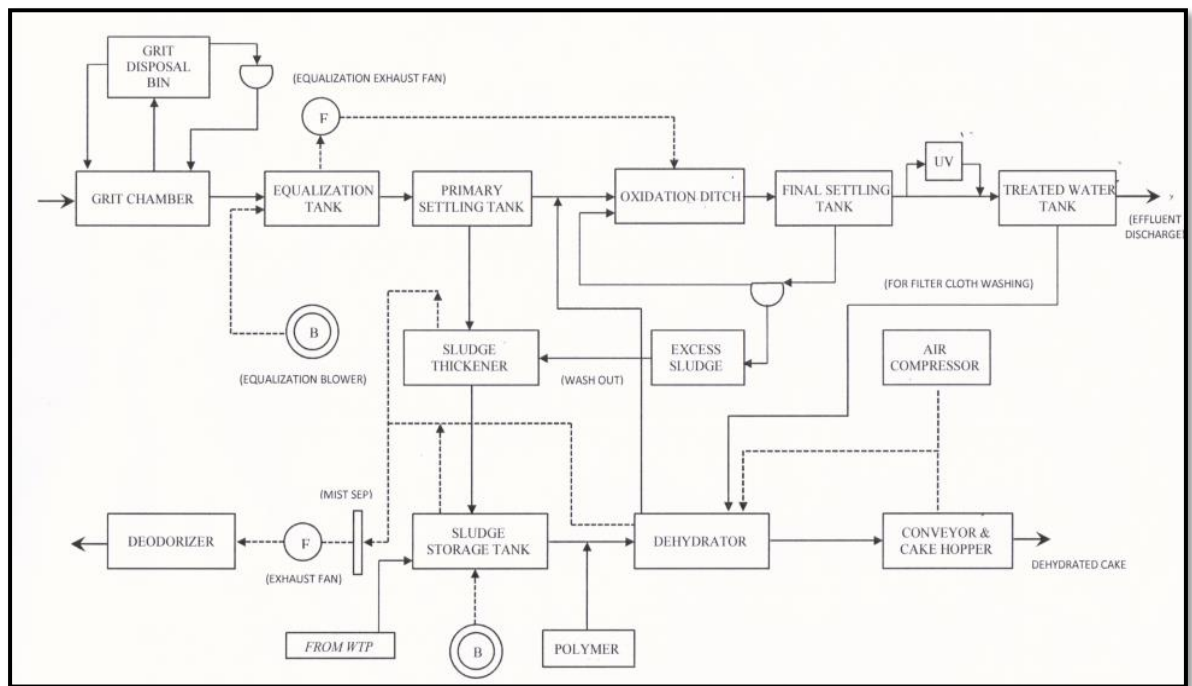 GRIT
DISPOSAL
BIN
(EQUALIZATION EXHAUST FAN)
F
UV
GRIT CHAMBER
EQUALIZATION
TANK
PRIMARY
SETTLING TANK
OXIDATION DITCH
FINAL SETTLING
TANK
TREATED WATER
TANK
(EFFLUENT
DISCHARGE)
(FOR FILTER CLOTH WASHING)
B
(EQUALIZATION BLOWER)
SLUDGE
THICKENER
(WASH OUT)
EXCESS
SLUDGE
AIR
COMPRESSOR
(MIST SEP)
DEODORIZER
F
(EXHAUST FAN)
SLUDGE
STORAGE TANK
DEHYDRATOR
CONVEYOR &
CAKE HOPPER
DEHYDRATED CAKE
FROM WTP
B
POLYMER